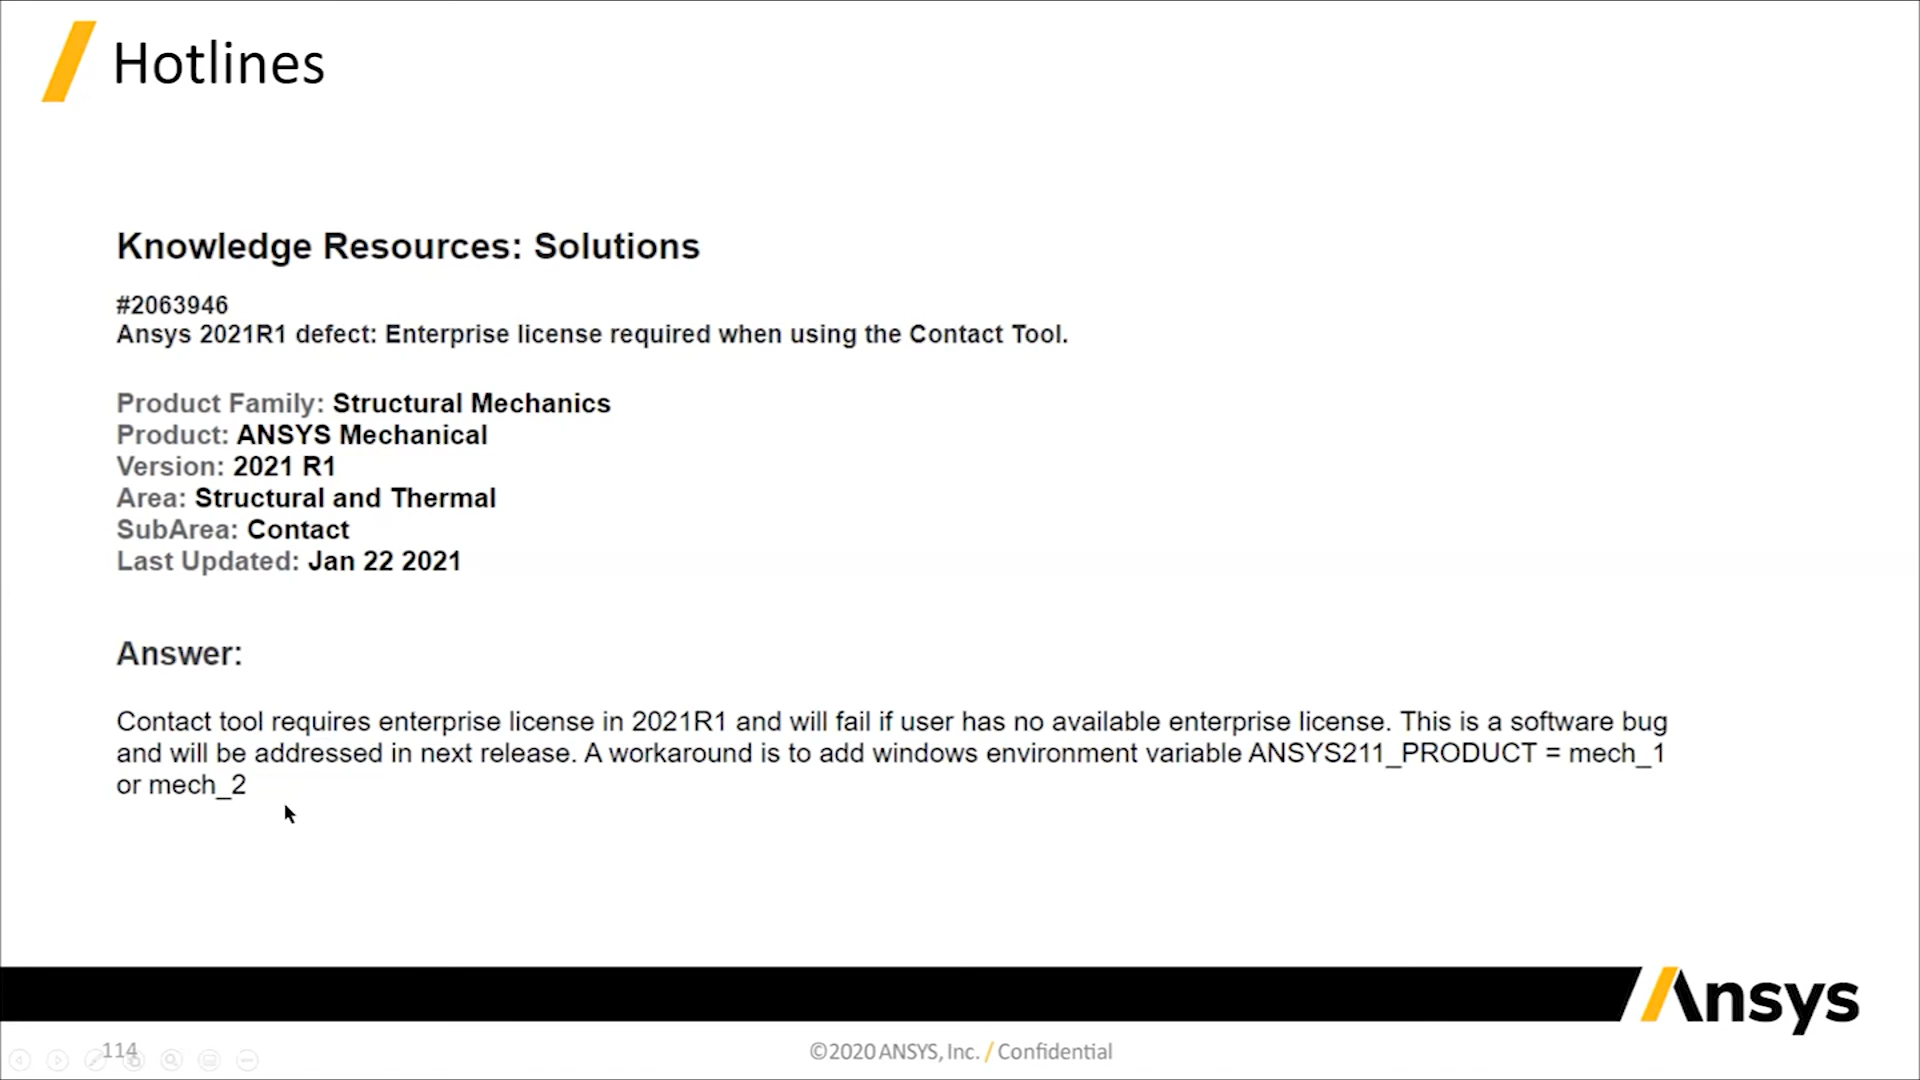 Hotlines
Knowledge Resources: Solutions
#2063946
Ansys 2021R1 defect: Enterprise license required when using the Contact Tool.
Product Family: Structural Mechanics
Product: ANSYS Mechanical
Version: 2021 R1
Area: Structural and Thermal
SubArea: Contact
Last Updated: Jan 22 2021
Answer:
Contact tool requires enterprise license in 2021R1 and will fail if user has no available enterprise license. This is a software bug
and will be addressed in next release. A workaround is to add windows environment variable ANSYS211_PRODUCT = mech_1
or mech_2
Ansys
114
©2020 ANSYS, Inc. / Confidential